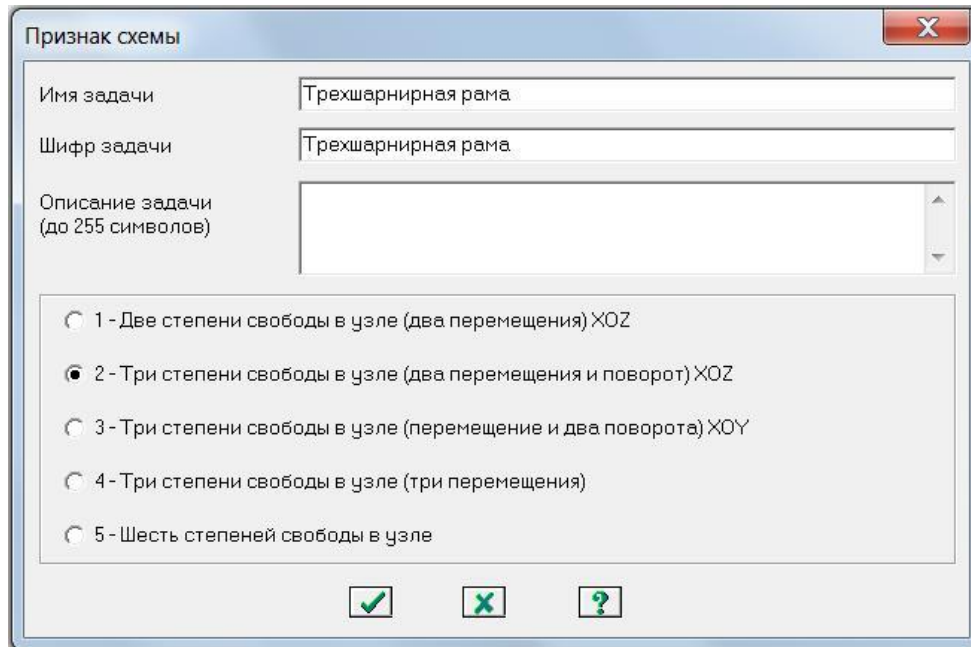 Признак схемы
Имя задачи
Трехшарнирная рама
Шифр задачи
Трехшарнирная рама
Описание задачи
(до 255 символов)
1 - Две степени свободы в узле (два перемещения) XOZ
2 - Три степени свободы в узле (два перемещения и поворот) XOZ
3 - Три степени свободы в узле (перемещение и два поворота) XOY
4 - Три степени свободы в узле (три перемещения)
5 - Шесть степеней свободы в узле